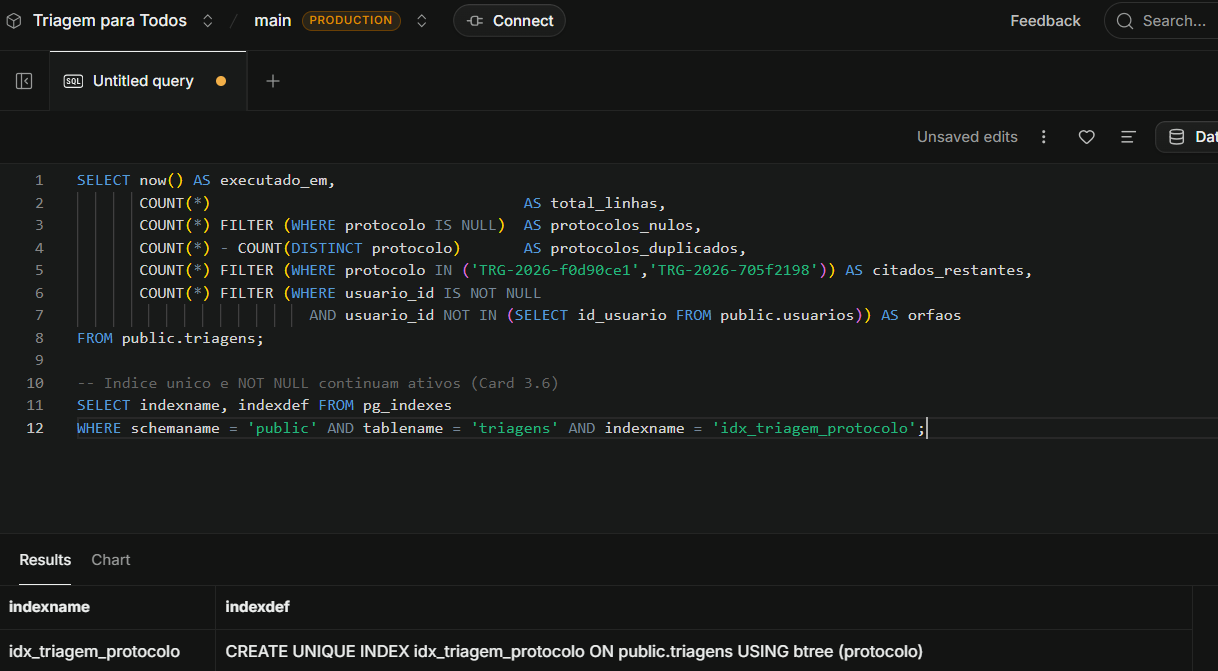 Triagem para Todos / main PRODUCTION Connect Feedback Search...
SQL Untitled query +
Unsaved edits Dat
1 SELECT now() AS executado_em,
2 COUNT(*) AS total_linhas,
3 COUNT(*) FILTER (WHERE protocolo IS NULL) AS protocolos_nulos,
4 COUNT(*) - COUNT(DISTINCT protocolo) AS protocolos_duplicados,
5 COUNT(*) FILTER (WHERE protocolo IN ('TRG-2026-f0d90ce1','TRG-2026-705f2198')) AS citados_restantes,
6 COUNT(*) FILTER (WHERE usuario_id IS NOT NULL
7 AND usuario_id NOT IN (SELECT id_usuario FROM public.usuarios)) AS orfaos
8 FROM public.triagens;
9
10 -- Indice unico e NOT NULL continuam ativos (Card 3.6)
11 SELECT indexname, indexdef FROM pg_indexes
12 WHERE schemaname = 'public' AND tablename = 'triagens' AND indexname = 'idx_triagem_protocolo';
Results Chart
indexname indexdef
idx_triagem_protocolo CREATE UNIQUE INDEX idx_triagem_protocolo ON public.triagens USING btree (protocolo)